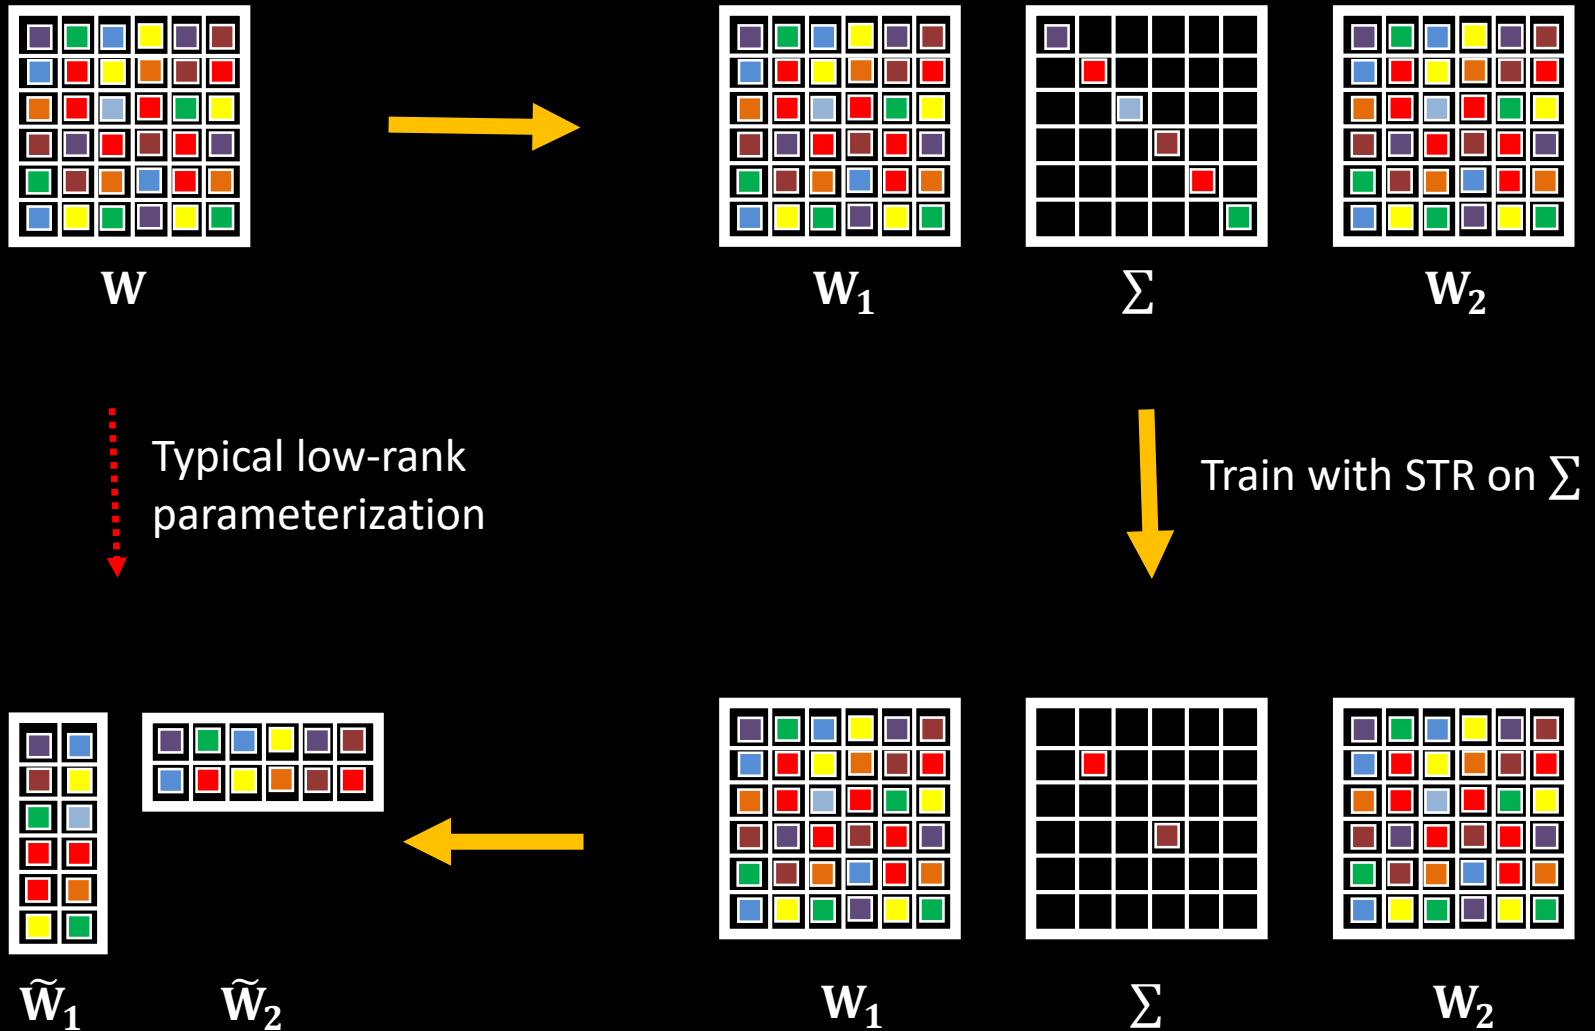 W
W₁
∑
W₂
Typical low-rank
parameterization
Train with STR on ∑
W̃₁
W̃₂
W₁
∑
W₂